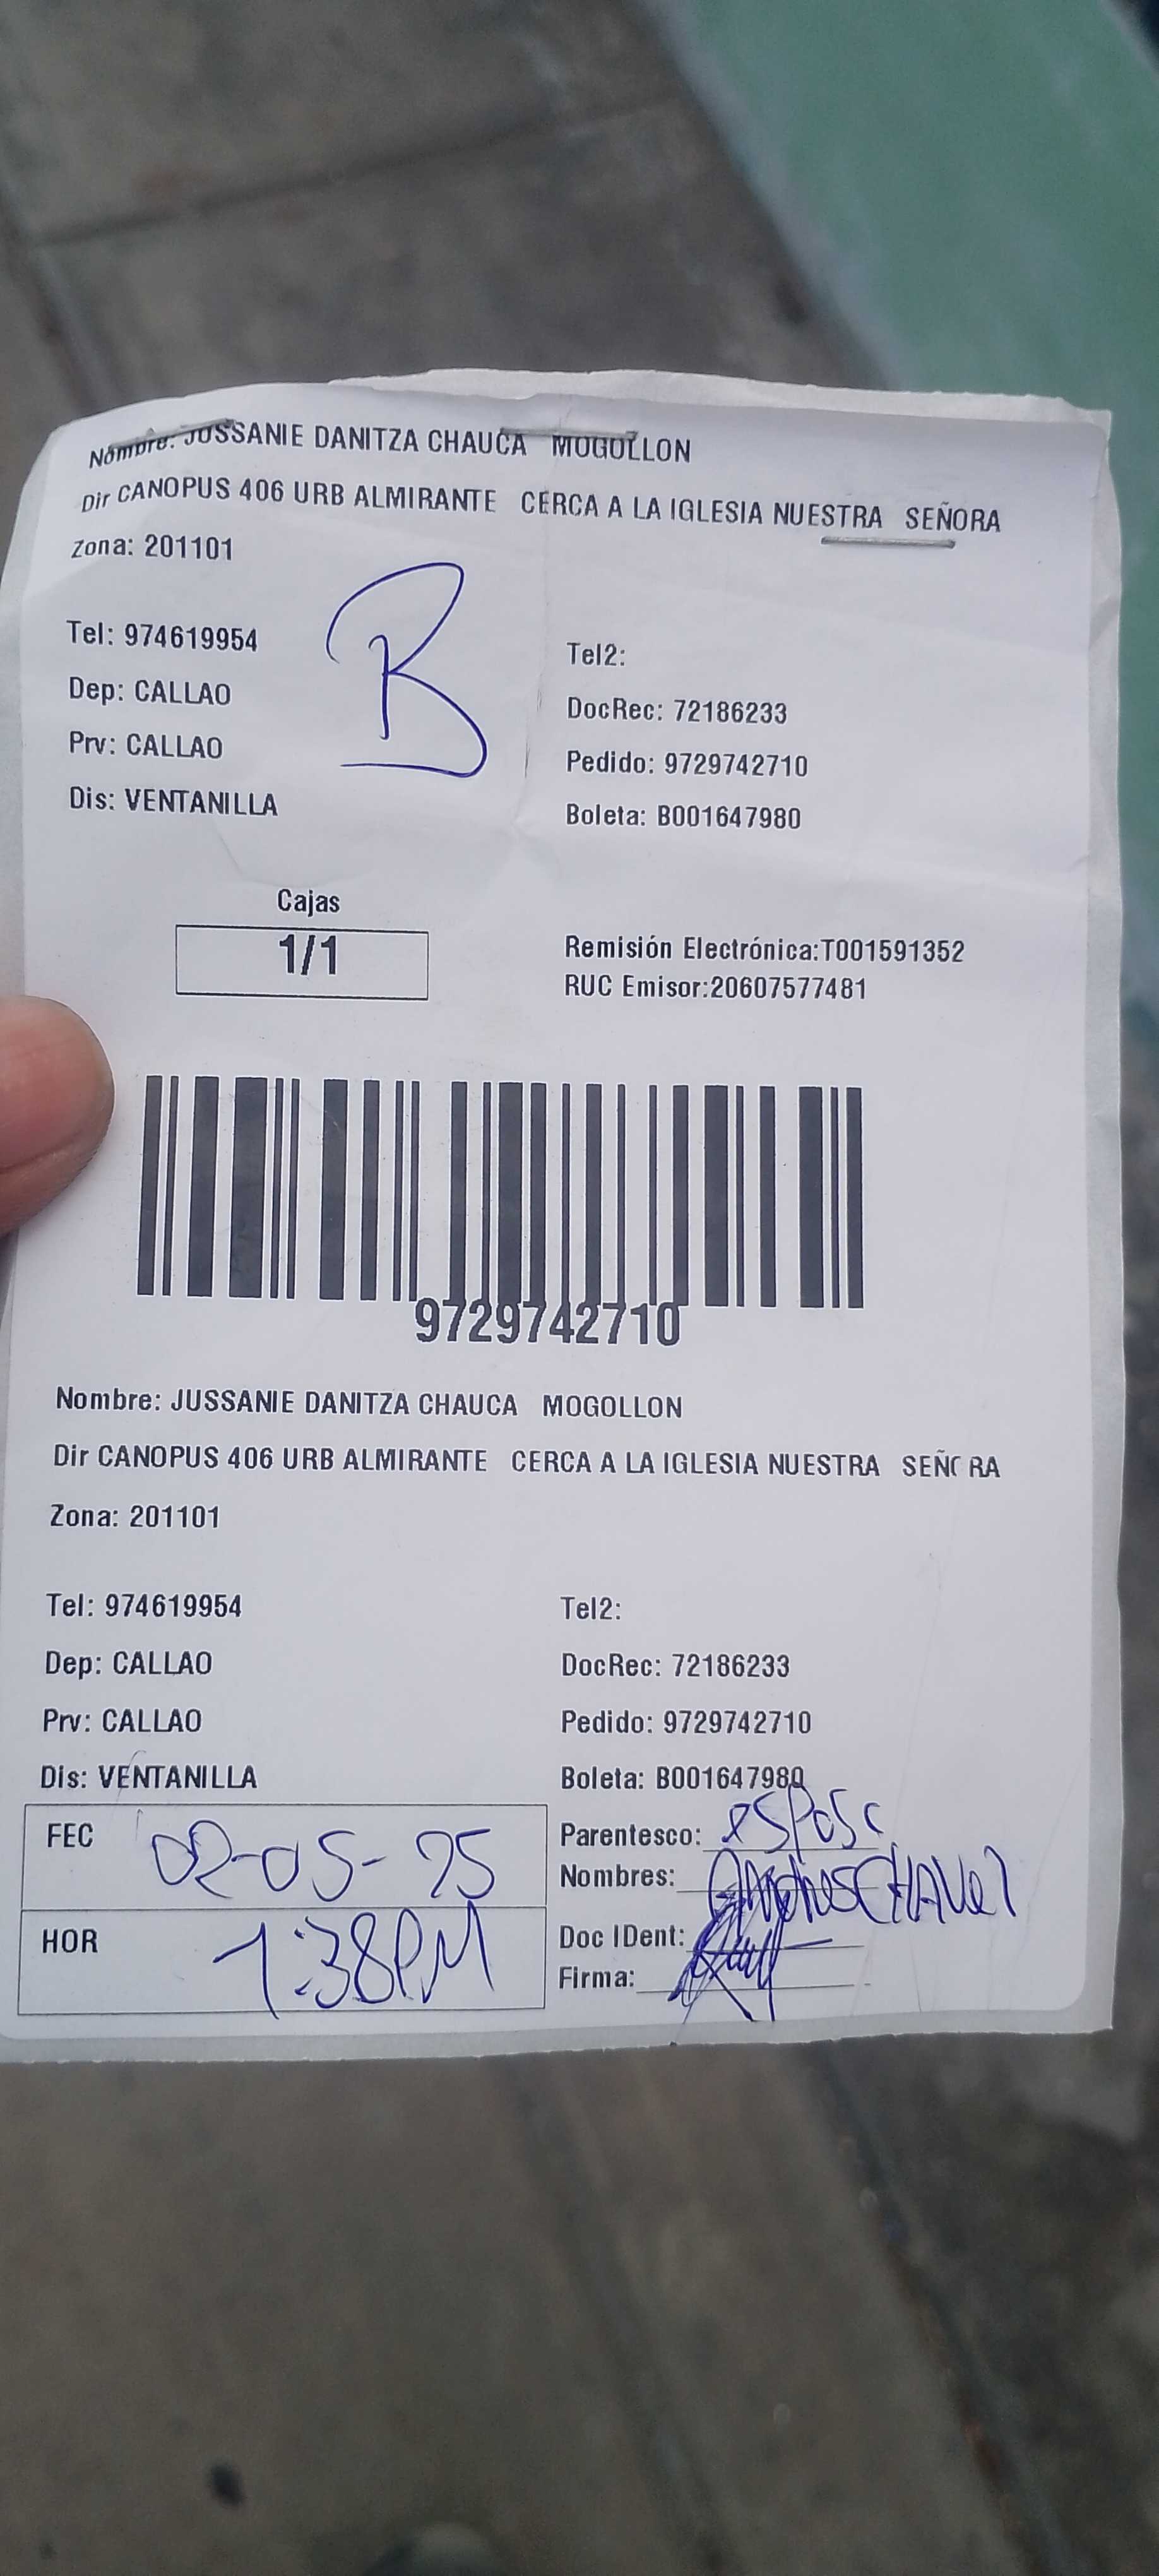 Nombre: JUSSANIE DANITZA CHAUCA MOGOLLON
Dir CANOPUS 406 URB ALMIRANTE CERCA A LA IGLESIA NUESTRA SEÑORA
Zona: 201101
B
Tel: 974619954
Tel2:
Dep: CALLAO
DocRec: 72186233
Prv: CALLAO
Pedido: 9729742710
Dis: VENTANILLA
Boleta: B001647980
Cajas
1/1
Remisión Electrónica:T001591352
RUC Emisor:20607577481
9729742710
Nombre: JUSSANIE DANITZA CHAUCA MOGOLLON
Dir CANOPUS 406 URB ALMIRANTE CERCA A LA IGLESIA NUESTRA SEÑORA
Zona: 201101
Tel: 974619954
Tel2:
Dep: CALLAO
DocRec: 72186233
Prv: CALLAO
Pedido: 9729742710
Dis: VENTANILLA
Boleta: B001647980
FEC 02-05-25
Parentesco: esposo
Nombres:
HOR 1:38PM
Doc IDent:
Firma: